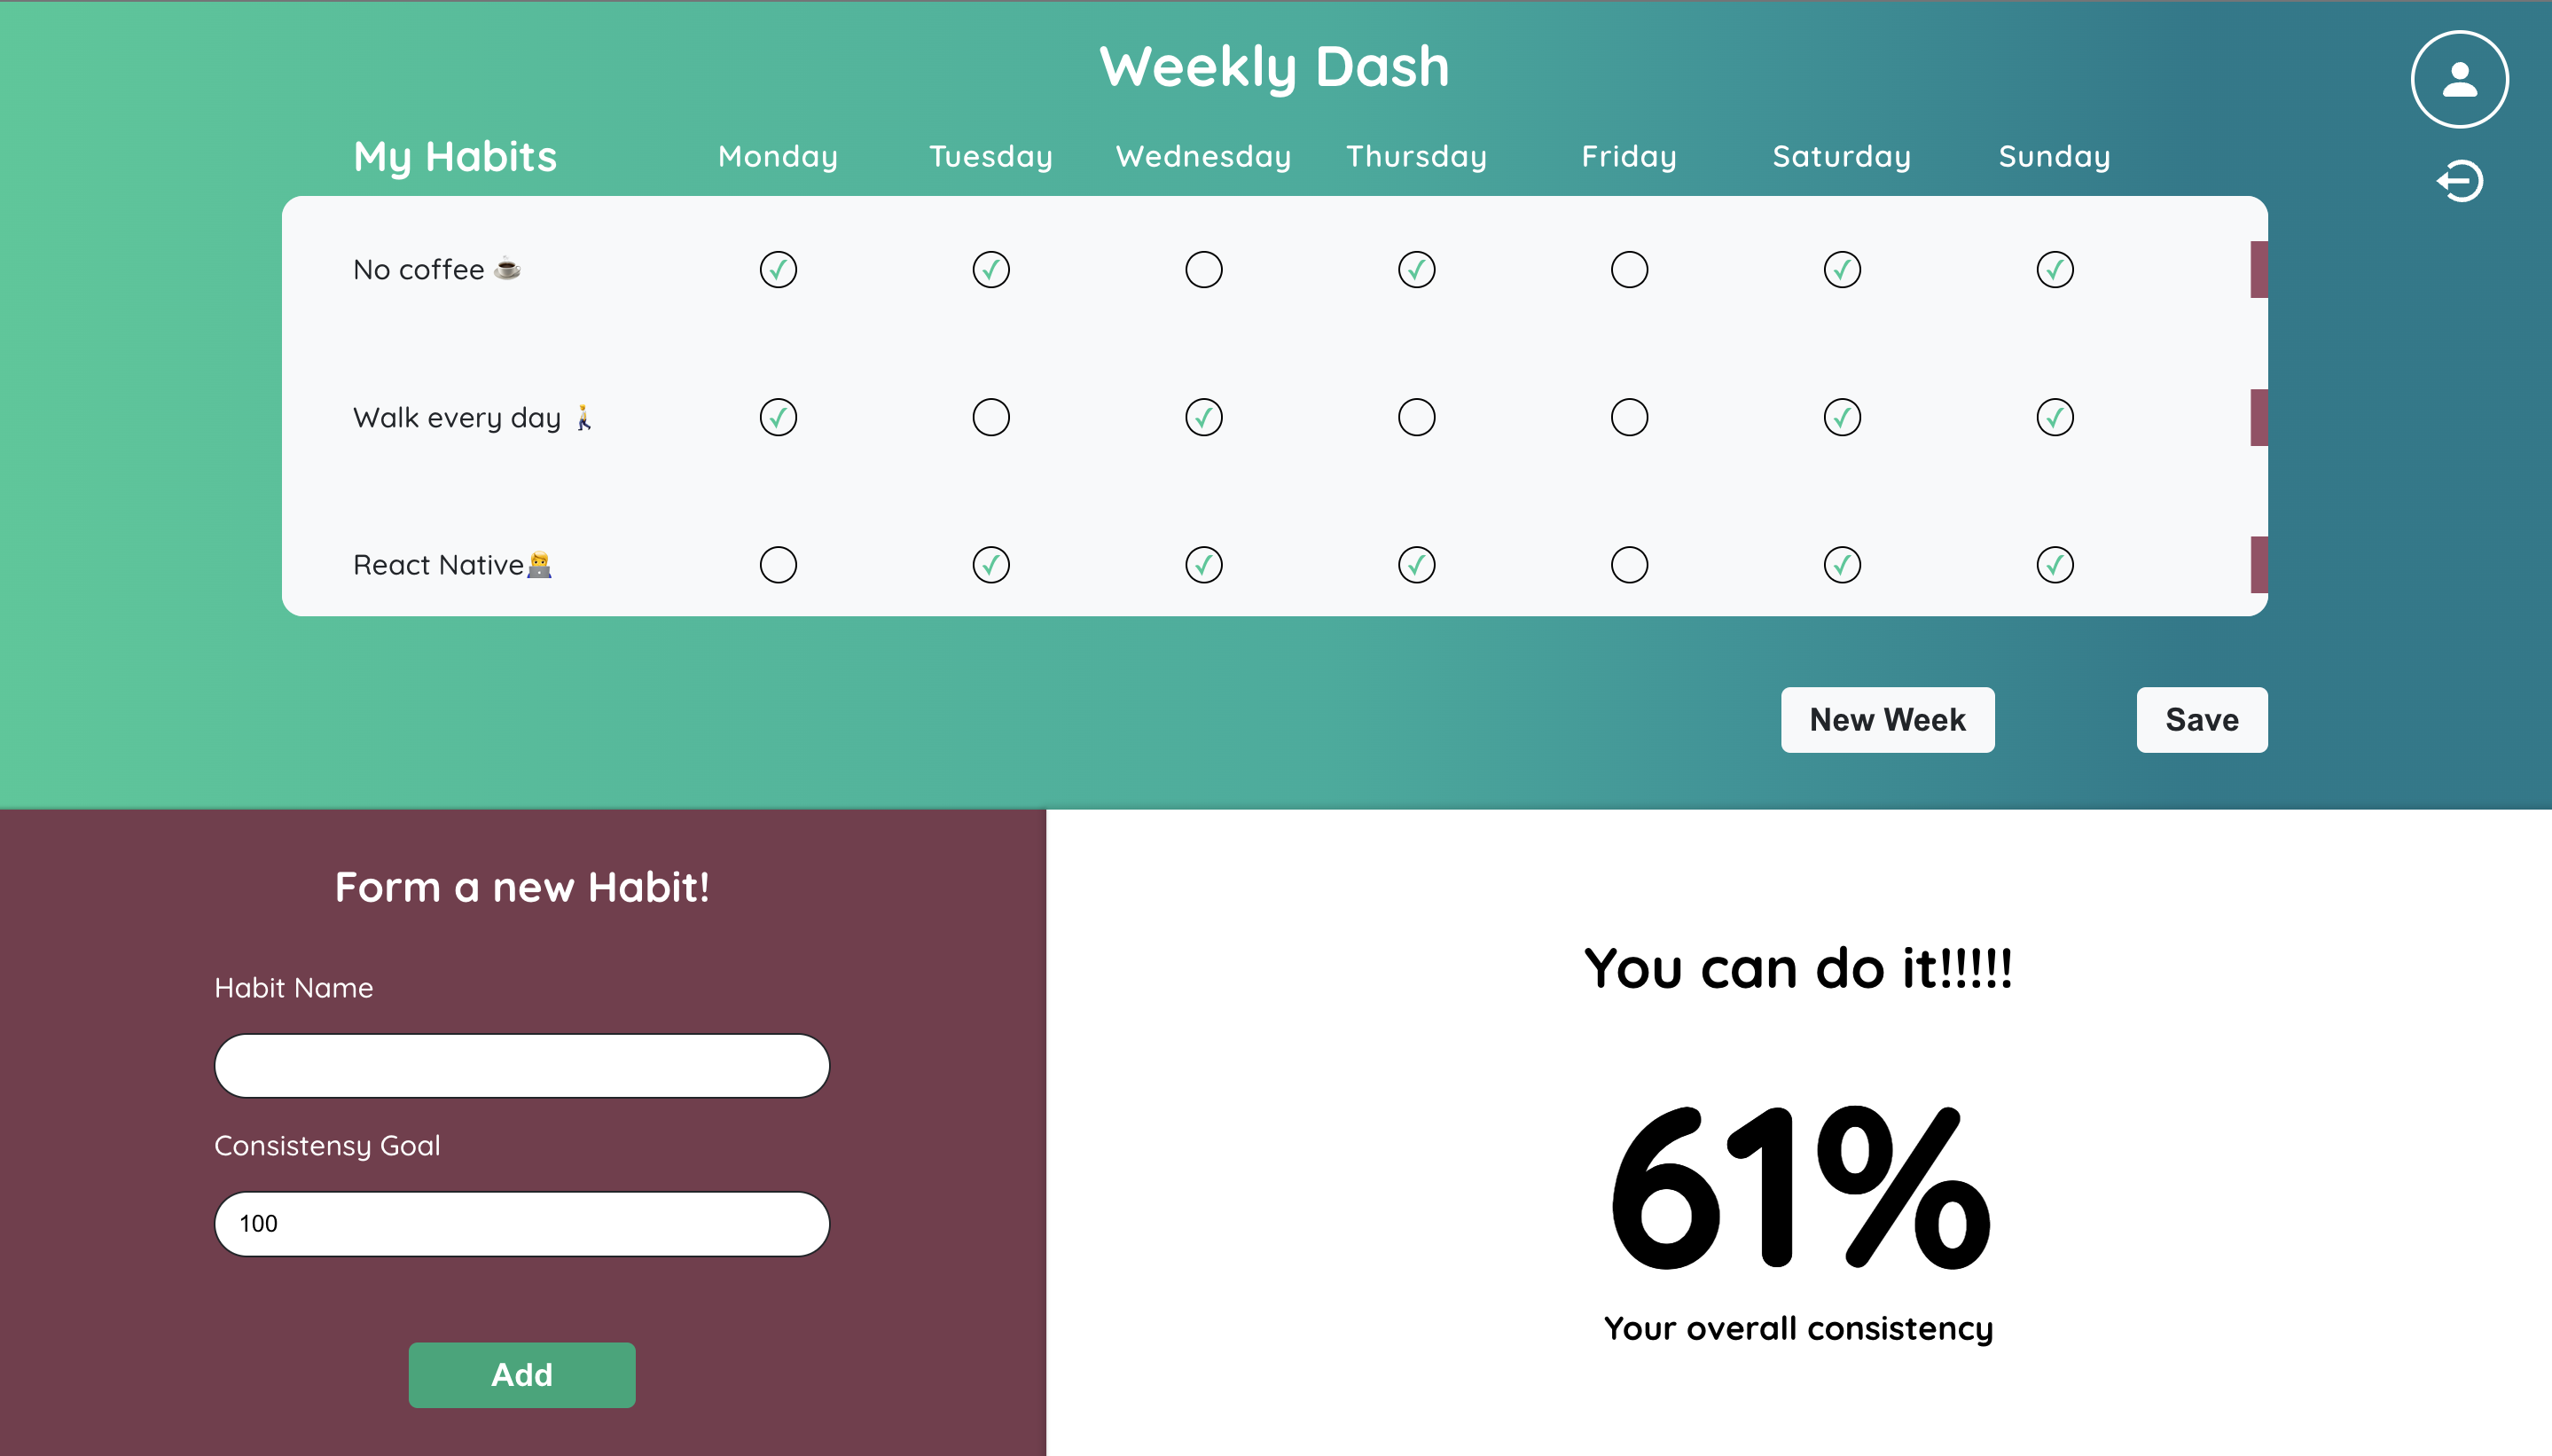 Weekly Dash
My Habits Monday Tuesday Wednesday Thursday Friday Saturday Sunday
No coffee ☕
Walk every day 🚶
React Native🧑‍💻
New Week Save
Form a new Habit!
Habit Name
Consistensy Goal
100
Add
You can do it!!!!!
61%
Your overall consistency